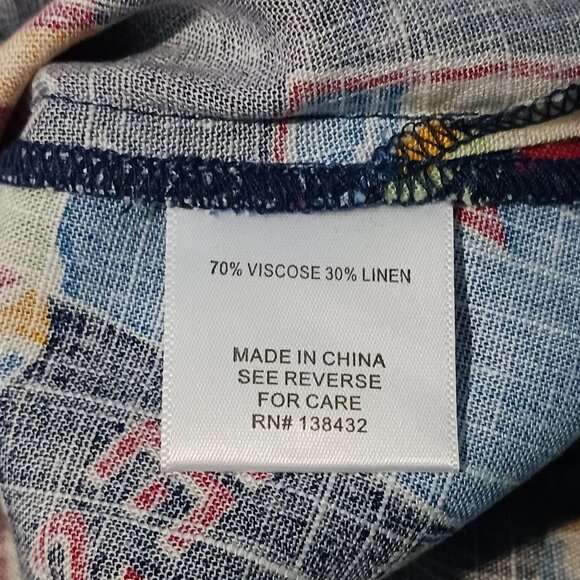 70% VISCOSE 30% LINEN
MADE IN CHINA
SEE REVERSE
FOR CARE
RN# 138432